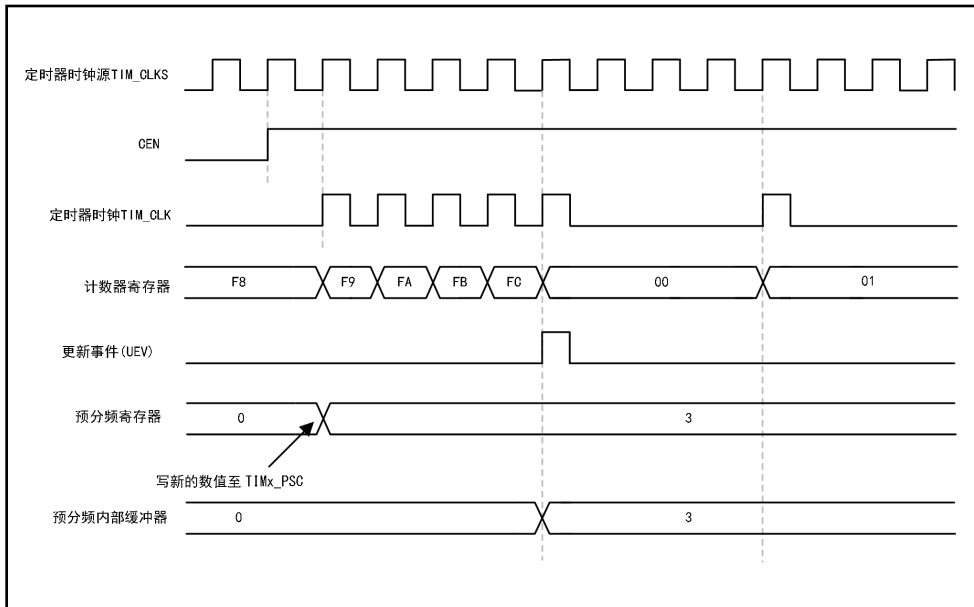 定时器时钟源TIM_CLKS
CEN
定时器时钟TIM_CLK
计数器寄存器
F8 F9 FA FB FC 00 01
更新事件(UEV)
预分频寄存器
0 3
写新的数值至 TIMx_PSC
预分频内部缓冲器
0 3